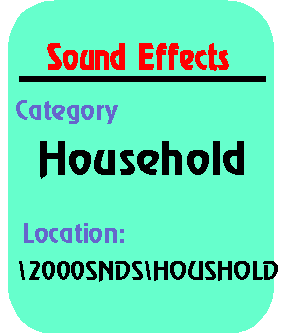 Sound Effects
Category
Household
Location:
\2000SNDS\HOUSHOLD